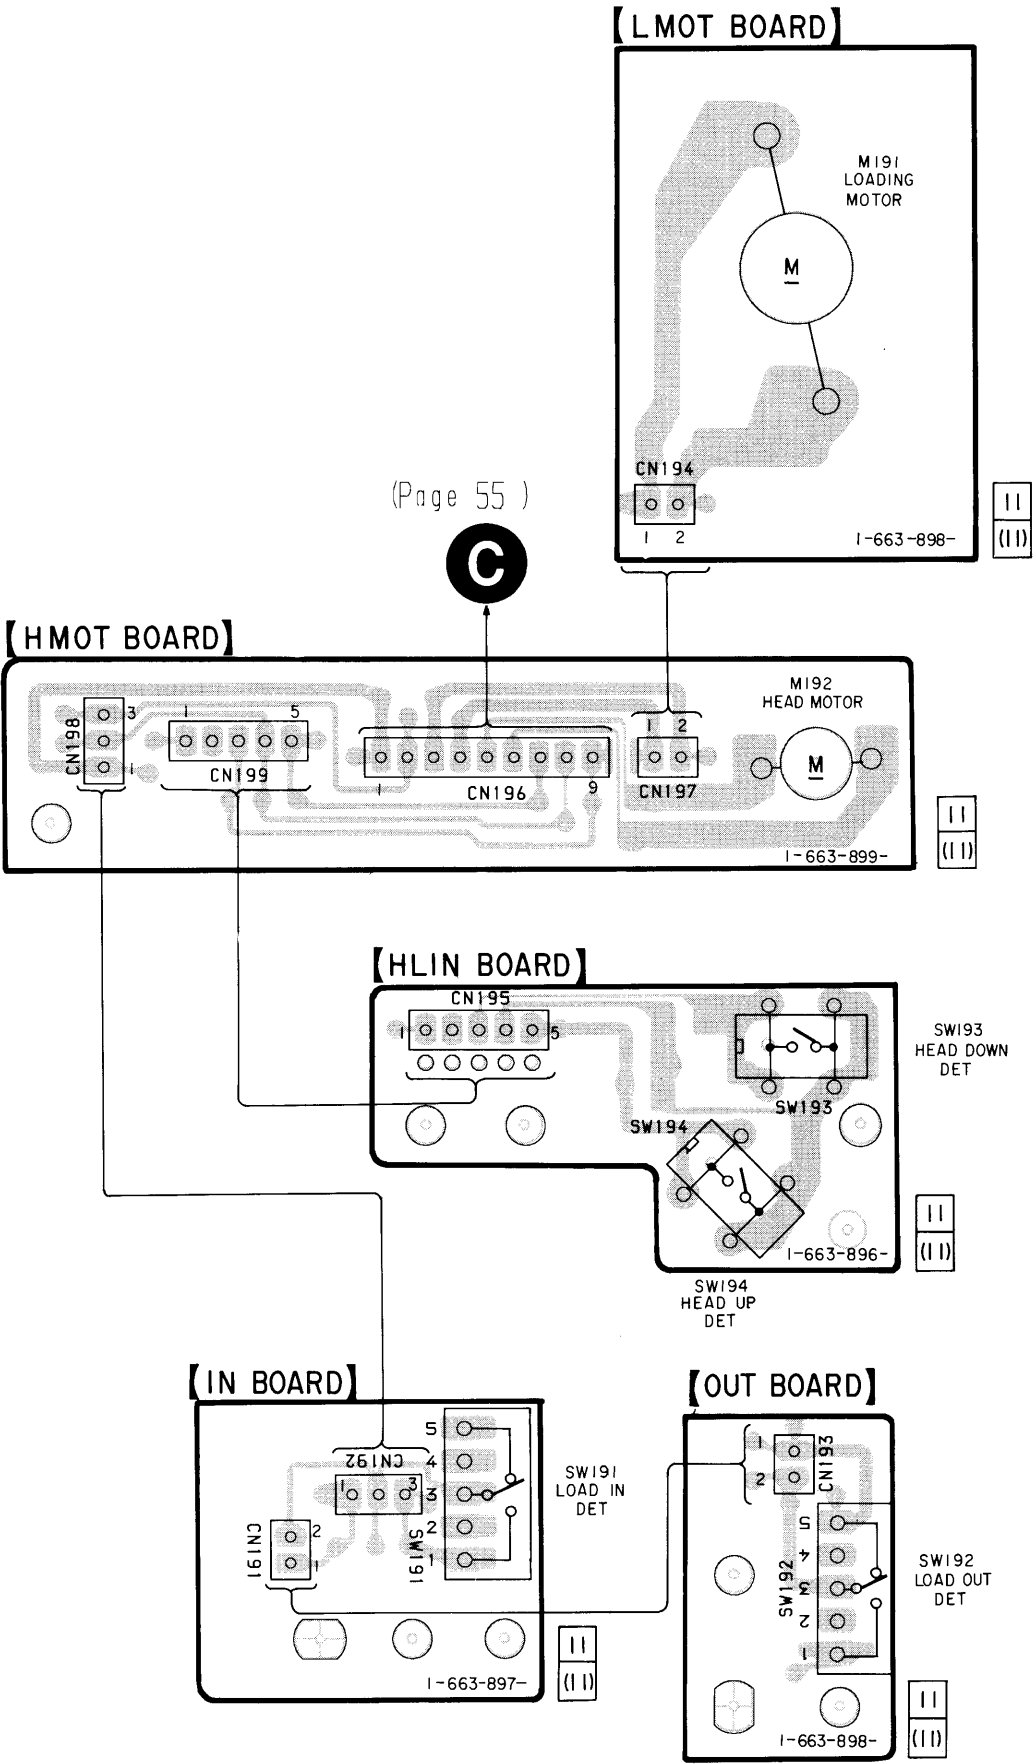 【LMOT BOARD】
M191
LOADING
MOTOR
M
CN194
1 2
1-663-898-
11
(11)
(Page 55 )
C
【HMOT BOARD】
M192
HEAD MOTOR
3
CN198
1
1 5
CN199
1 9
CN196
1 2
CN197
M
1-663-899-
11
(11)
【HLIN BOARD】
CN195
1 5
SW193
HEAD DOWN
DET
SW193
SW194
1-663-896-
11
(11)
SW194
HEAD UP
DET
【IN BOARD】
CN192
1 3
5
4
3
2
1
SW191
SW191
LOAD IN
DET
CN191
2
1
1-663-897-
11
(11)
【OUT BOARD】
1
2
CN193
5
4
3
2
1
SW192
SW192
LOAD OUT
DET
1-663-898-
11
(11)